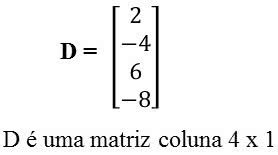 D = [2
−4
6
−8]
D é uma matriz coluna 4 x 1